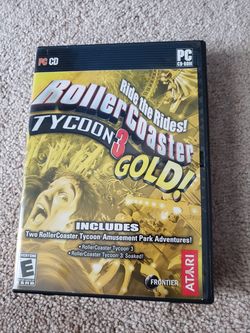 PC CD
PC
CD-ROM
Ride the Rides!
RollerCoaster
TYCOON 3
GOLD!
INCLUDES
Two RollerCoaster Tycoon Amusement Park Adventures!
• RollerCoaster Tycoon 3
• RollerCoaster Tycoon 3: Soaked!
EVERYONE
E
FRONTIER
ATARI